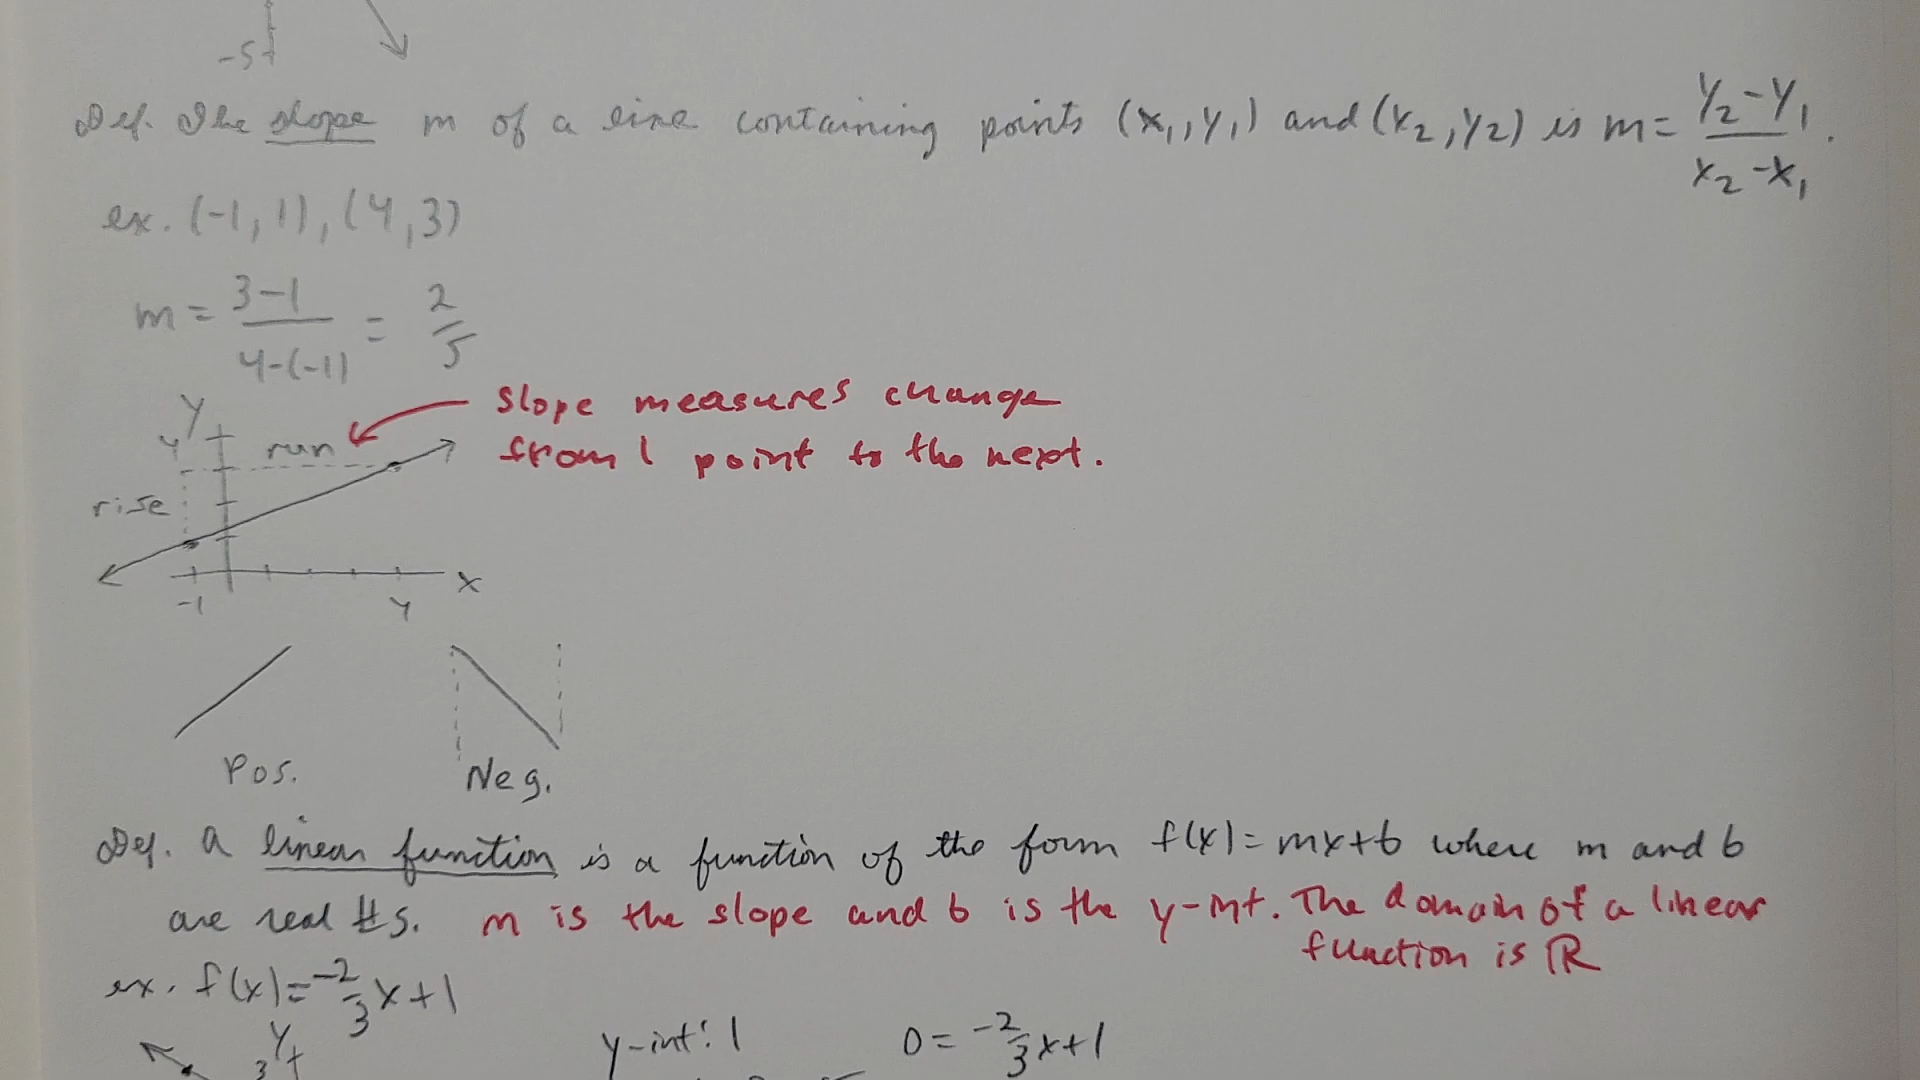 -5
Def. The slope m of a line containing points (x₁,y₁) and (x₂,y₂) is m= y₂-y₁ / x₂-x₁.
ex. (-1,1),(4,3)
m = 3-1 / 4-(-1) = 2/5
y
4
run
slope measures change
from 1 point to the next.
rise
x
-1 4
Pos. Neg.
Def. A linear function is a function of the form f(x)=mx+b where m and b
are real #s. m is the slope and b is the y-int. The domain of a linear
function is ℝ
ex. f(x)=-2/3x+1
y
3
y-int: 1
0=-2/3x+1